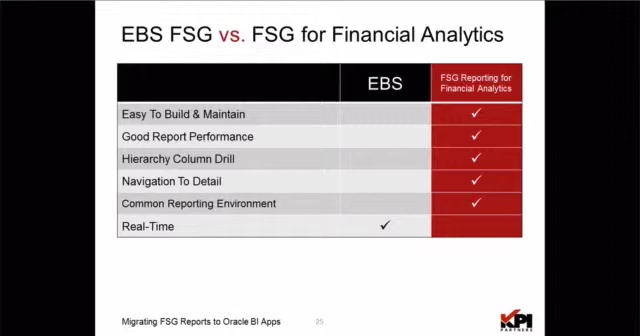 EBS FSG vs. FSG for Financial Analytics
EBS
FSG Reporting for
Financial Analytics
Easy To Build & Maintain ✓
Good Report Performance ✓
Hierarchy Column Drill ✓
Navigation To Detail ✓
Common Reporting Environment ✓
Real-Time ✓
Migrating FSG Reports to Oracle BI Apps 25
KPI
PARTNERS